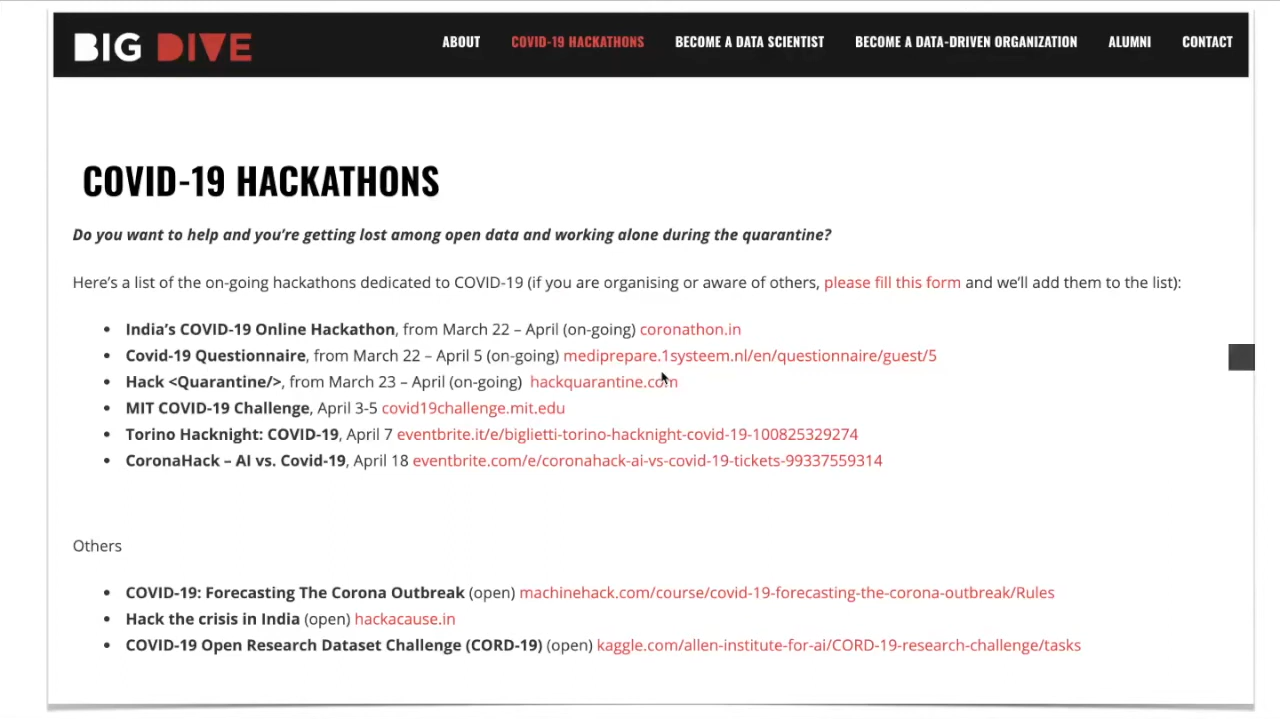 BIG DIVE
ABOUT COVID-19 HACKATHONS BECOME A DATA SCIENTIST BECOME A DATA-DRIVEN ORGANIZATION ALUMNI CONTACT
COVID-19 HACKATHONS
Do you want to help and you're getting lost among open data and working alone during the quarantine?
Here's a list of the on-going hackathons dedicated to COVID-19 (if you are organising or aware of others, please fill this form and we'll add them to the list):
• India's COVID-19 Online Hackathon, from March 22 – April (on-going) coronathon.in
• Covid-19 Questionnaire, from March 22 – April 5 (on-going) mediprepare.1systeem.nl/en/questionnaire/guest/5
• Hack <Quarantine/>, from March 23 – April (on-going) hackquarantine.com
• MIT COVID-19 Challenge, April 3-5 covid19challenge.mit.edu
• Torino Hacknight: COVID-19, April 7 eventbrite.it/e/biglietti-torino-hacknight-covid-19-100825329274
• CoronaHack – AI vs. Covid-19, April 18 eventbrite.com/e/coronahack-ai-vs-covid-19-tickets-99337559314
Others
• COVID-19: Forecasting The Corona Outbreak (open) machinehack.com/course/covid-19-forecasting-the-corona-outbreak/Rules
• Hack the crisis in India (open) hackacause.in
• COVID-19 Open Research Dataset Challenge (CORD-19) (open) kaggle.com/allen-institute-for-ai/CORD-19-research-challenge/tasks